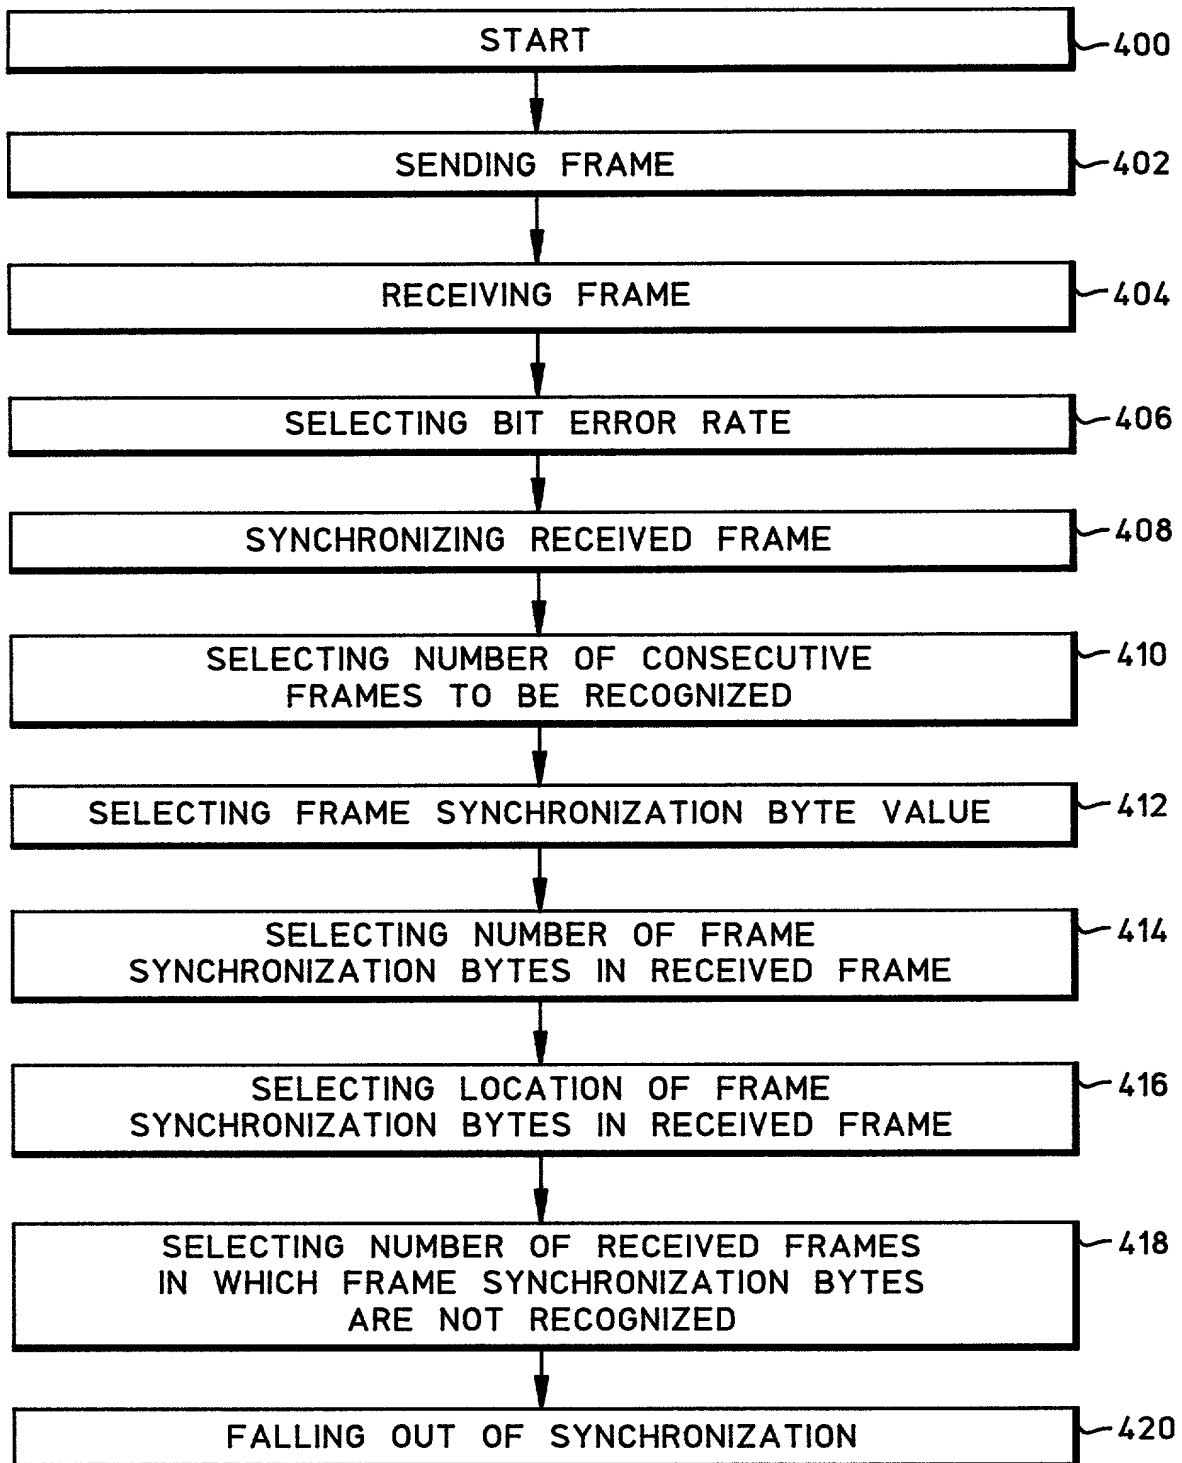 START
400
SENDING FRAME
402
RECEIVING FRAME
404
SELECTING BIT ERROR RATE
406
SYNCHRONIZING RECEIVED FRAME
408
SELECTING NUMBER OF CONSECUTIVE
FRAMES TO BE RECOGNIZED
410
SELECTING FRAME SYNCHRONIZATION BYTE VALUE
412
SELECTING NUMBER OF FRAME
SYNCHRONIZATION BYTES IN RECEIVED FRAME
414
SELECTING LOCATION OF FRAME
SYNCHRONIZATION BYTES IN RECEIVED FRAME
416
SELECTING NUMBER OF RECEIVED FRAMES
IN WHICH FRAME SYNCHRONIZATION BYTES
ARE NOT RECOGNIZED
418
FALLING OUT OF SYNCHRONIZATION
420